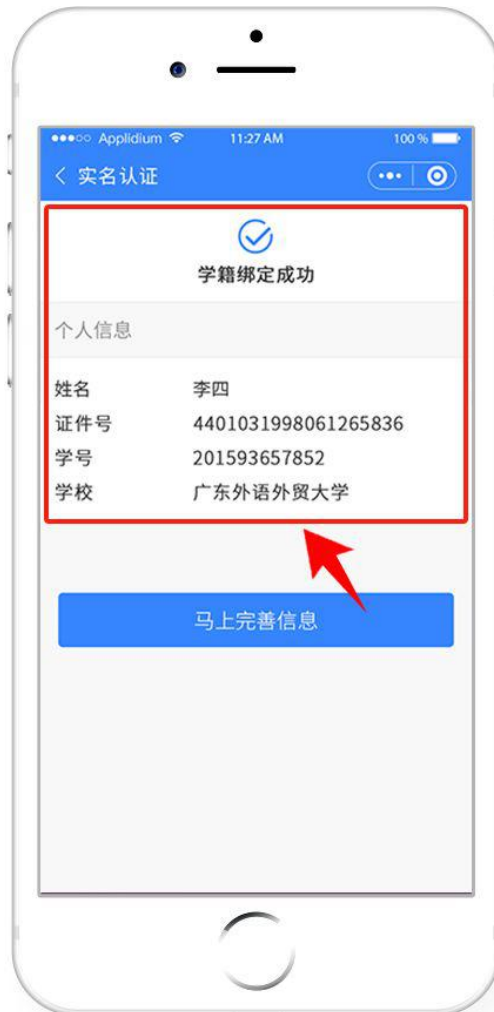 Applidium 11:27 AM 100 %
实名认证
学籍绑定成功
个人信息
姓名 李四
证件号 4401031998061265836
学号 201593657852
学校 广东外语外贸大学
马上完善信息